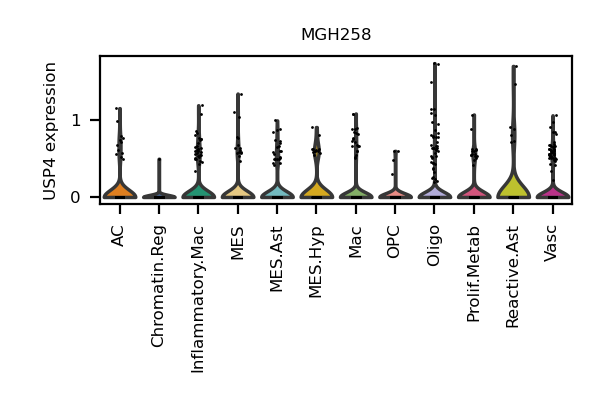 MGH258
USP4 expression
1
0
AC
Chromatin.Reg
Inflammatory.Mac
MES
MES.Ast
MES.Hyp
Mac
OPC
Oligo
Prolif.Metab
Reactive.Ast
Vasc